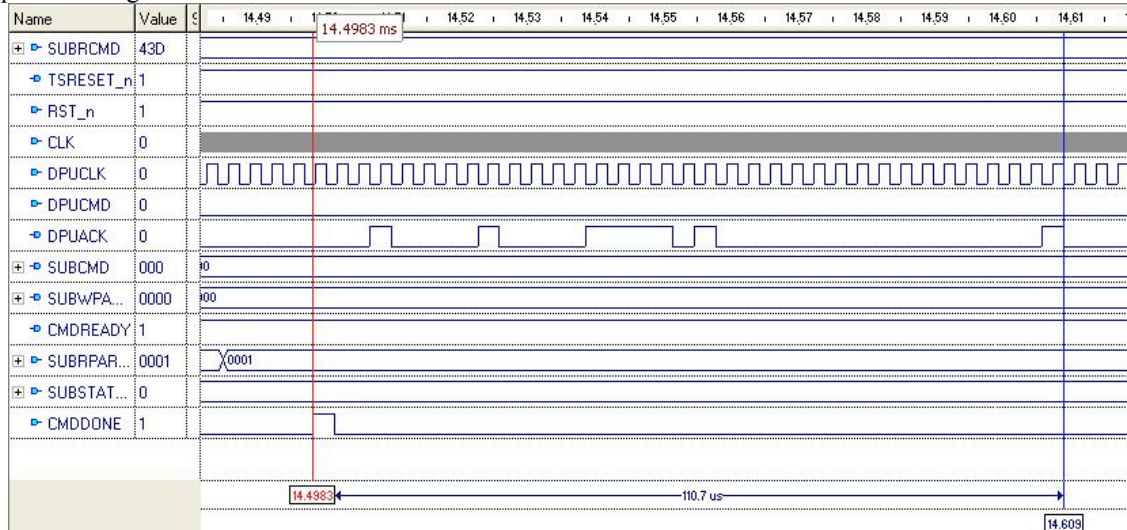 Name Value S 14,49 14,51 14,52 14,53 14,54 14,55 14,56 14,57 14,58 14,59 14,60 14,61
14.4983 ms
SUBRCMD 43D
TSRESET_n 1
RST_n 1
CLK 0
DPUCLK 0
DPUCMD 0
DPUACK 0
SUBCMD 000
SUBWPA... 0000 000
CMDREADY 1
SUBRPAR... 0001 0001
SUBSTAT... 0
CMDDONE 1
14.4983 110.7 us
14.609